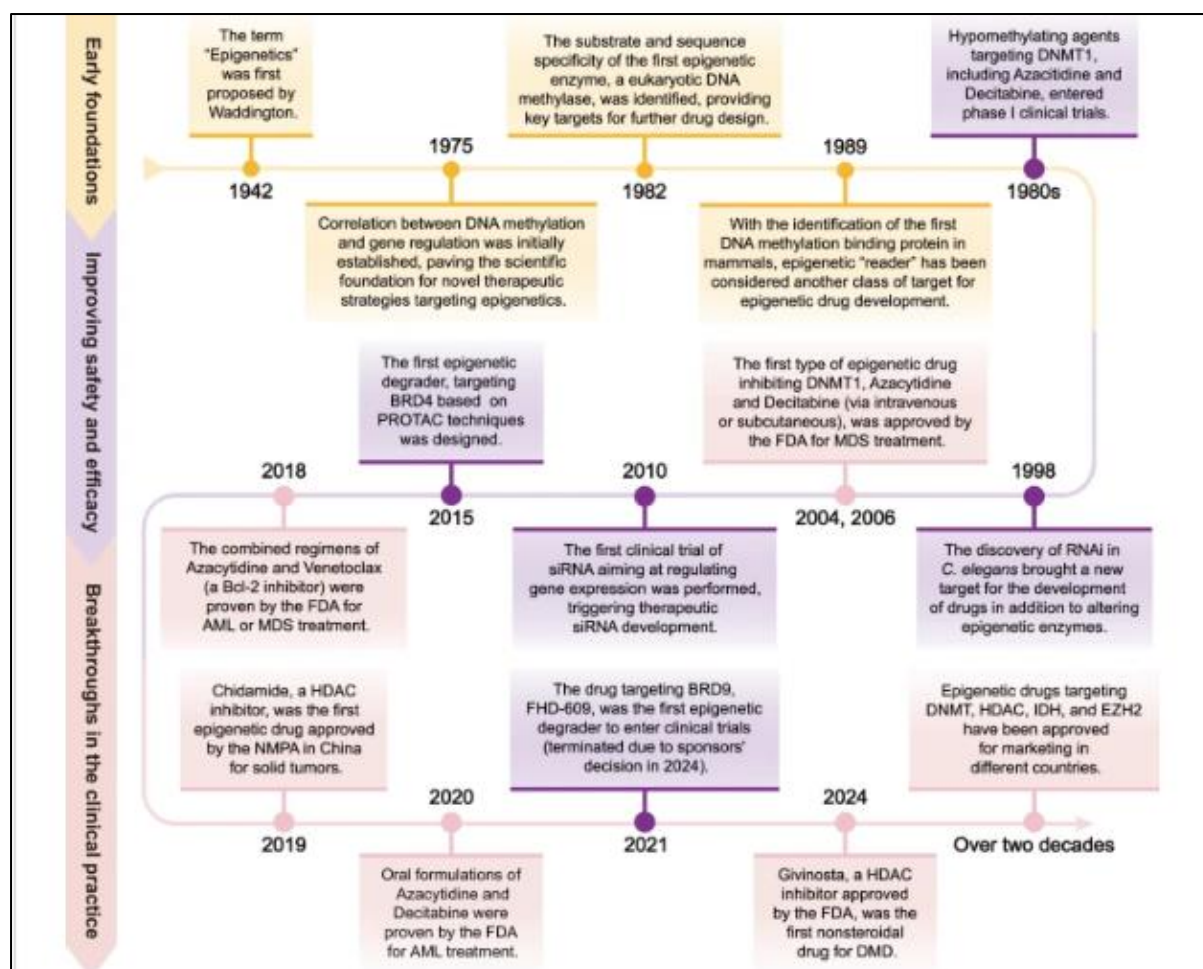 Early foundations
Improving safety and efficacy
Breakthroughs in the clinical practice
The term
"Epigenetics"
was first
proposed by
Waddington.
1942
1975
Correlation between DNA methylation
and gene regulation was initially
established, paving the scientific
foundation for novel therapeutic
strategies targeting epigenetics.
The substrate and sequence
specificity of the first epigenetic
enzyme, a eukaryotic DNA
methylase, was identified, providing
key targets for further drug design.
1982
1989
With the identification of the first
DNA methylation binding protein in
mammals, epigenetic "reader" has been
considered another class of target for
epigenetic drug development.
Hypomethylating agents
targeting DNMT1,
including Azacitidine and
Decitabine, entered
phase I clinical trials.
1980s
1998
The discovery of RNAi in
C. elegans brought a new
target for the development
of drugs in addition to altering
epigenetic enzymes.
The first type of epigenetic drug
inhibiting DNMT1, Azacytidine
and Decitabine (via intravenous
or subcutaneous), was approved by
the FDA for MDS treatment.
2004, 2006
2010
The first clinical trial of
siRNA aiming at regulating
gene expression was performed,
triggering therapeutic
siRNA development.
The first epigenetic
degrader, targeting
BRD4 based on
PROTAC techniques
was designed.
2015
2018
The combined regimens of
Azacytidine and Venetoclax
(a Bcl-2 inhibitor) were
proven by the FDA for
AML or MDS treatment.
Chidamide, a HDAC
inhibitor, was the first
epigenetic drug approved
by the NMPA in China
for solid tumors.
2019
2020
Oral formulations of
Azacytidine and
Decitabine were
proven by the FDA
for AML treatment.
The drug targeting BRD9,
FHD-609, was the first epigenetic
degrader to enter clinical trials
(terminated due to sponsors'
decision in 2024).
2021
2024
Givinosta, a HDAC
inhibitor approved
by the FDA, was the
first nonsteroidal
drug for DMD.
Epigenetic drugs targeting
DNMT, HDAC, IDH, and EZH2
have been approved
for marketing in
different countries.
Over two decades